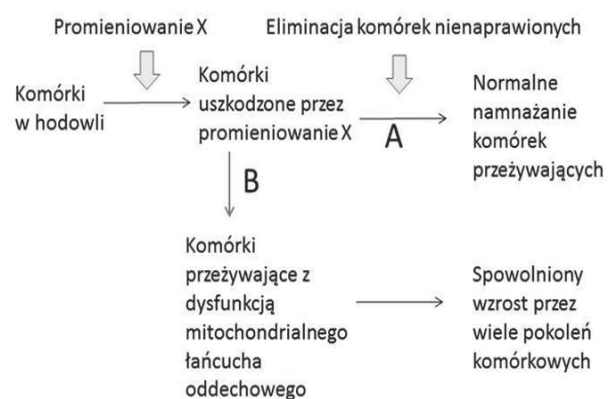 Promieniowanie X
Eliminacja komórek nienaprawionych
Komórki
w hodowli
Komórki
uszkodzone przez
promieniowanie X
A
Normalne
namnażanie
komórek
przeżywających
B
Komórki
przeżywające z
dysfunkcją
mitochondrialnego
łańcucha
oddechowego
Spowolniony
wzrost przez
wiele pokoleń
komórkowych